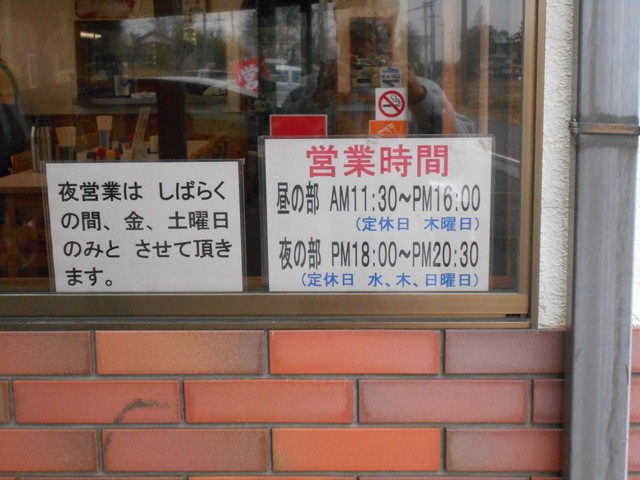 夜営業は しばらく
の間、金、土曜日
のみと させて頂き
ます。
営業時間
昼の部 AM11:30～PM16:00
(定休日 木曜日)
夜の部 PM18:00～PM20:30
(定休日 水、木、日曜日)
営